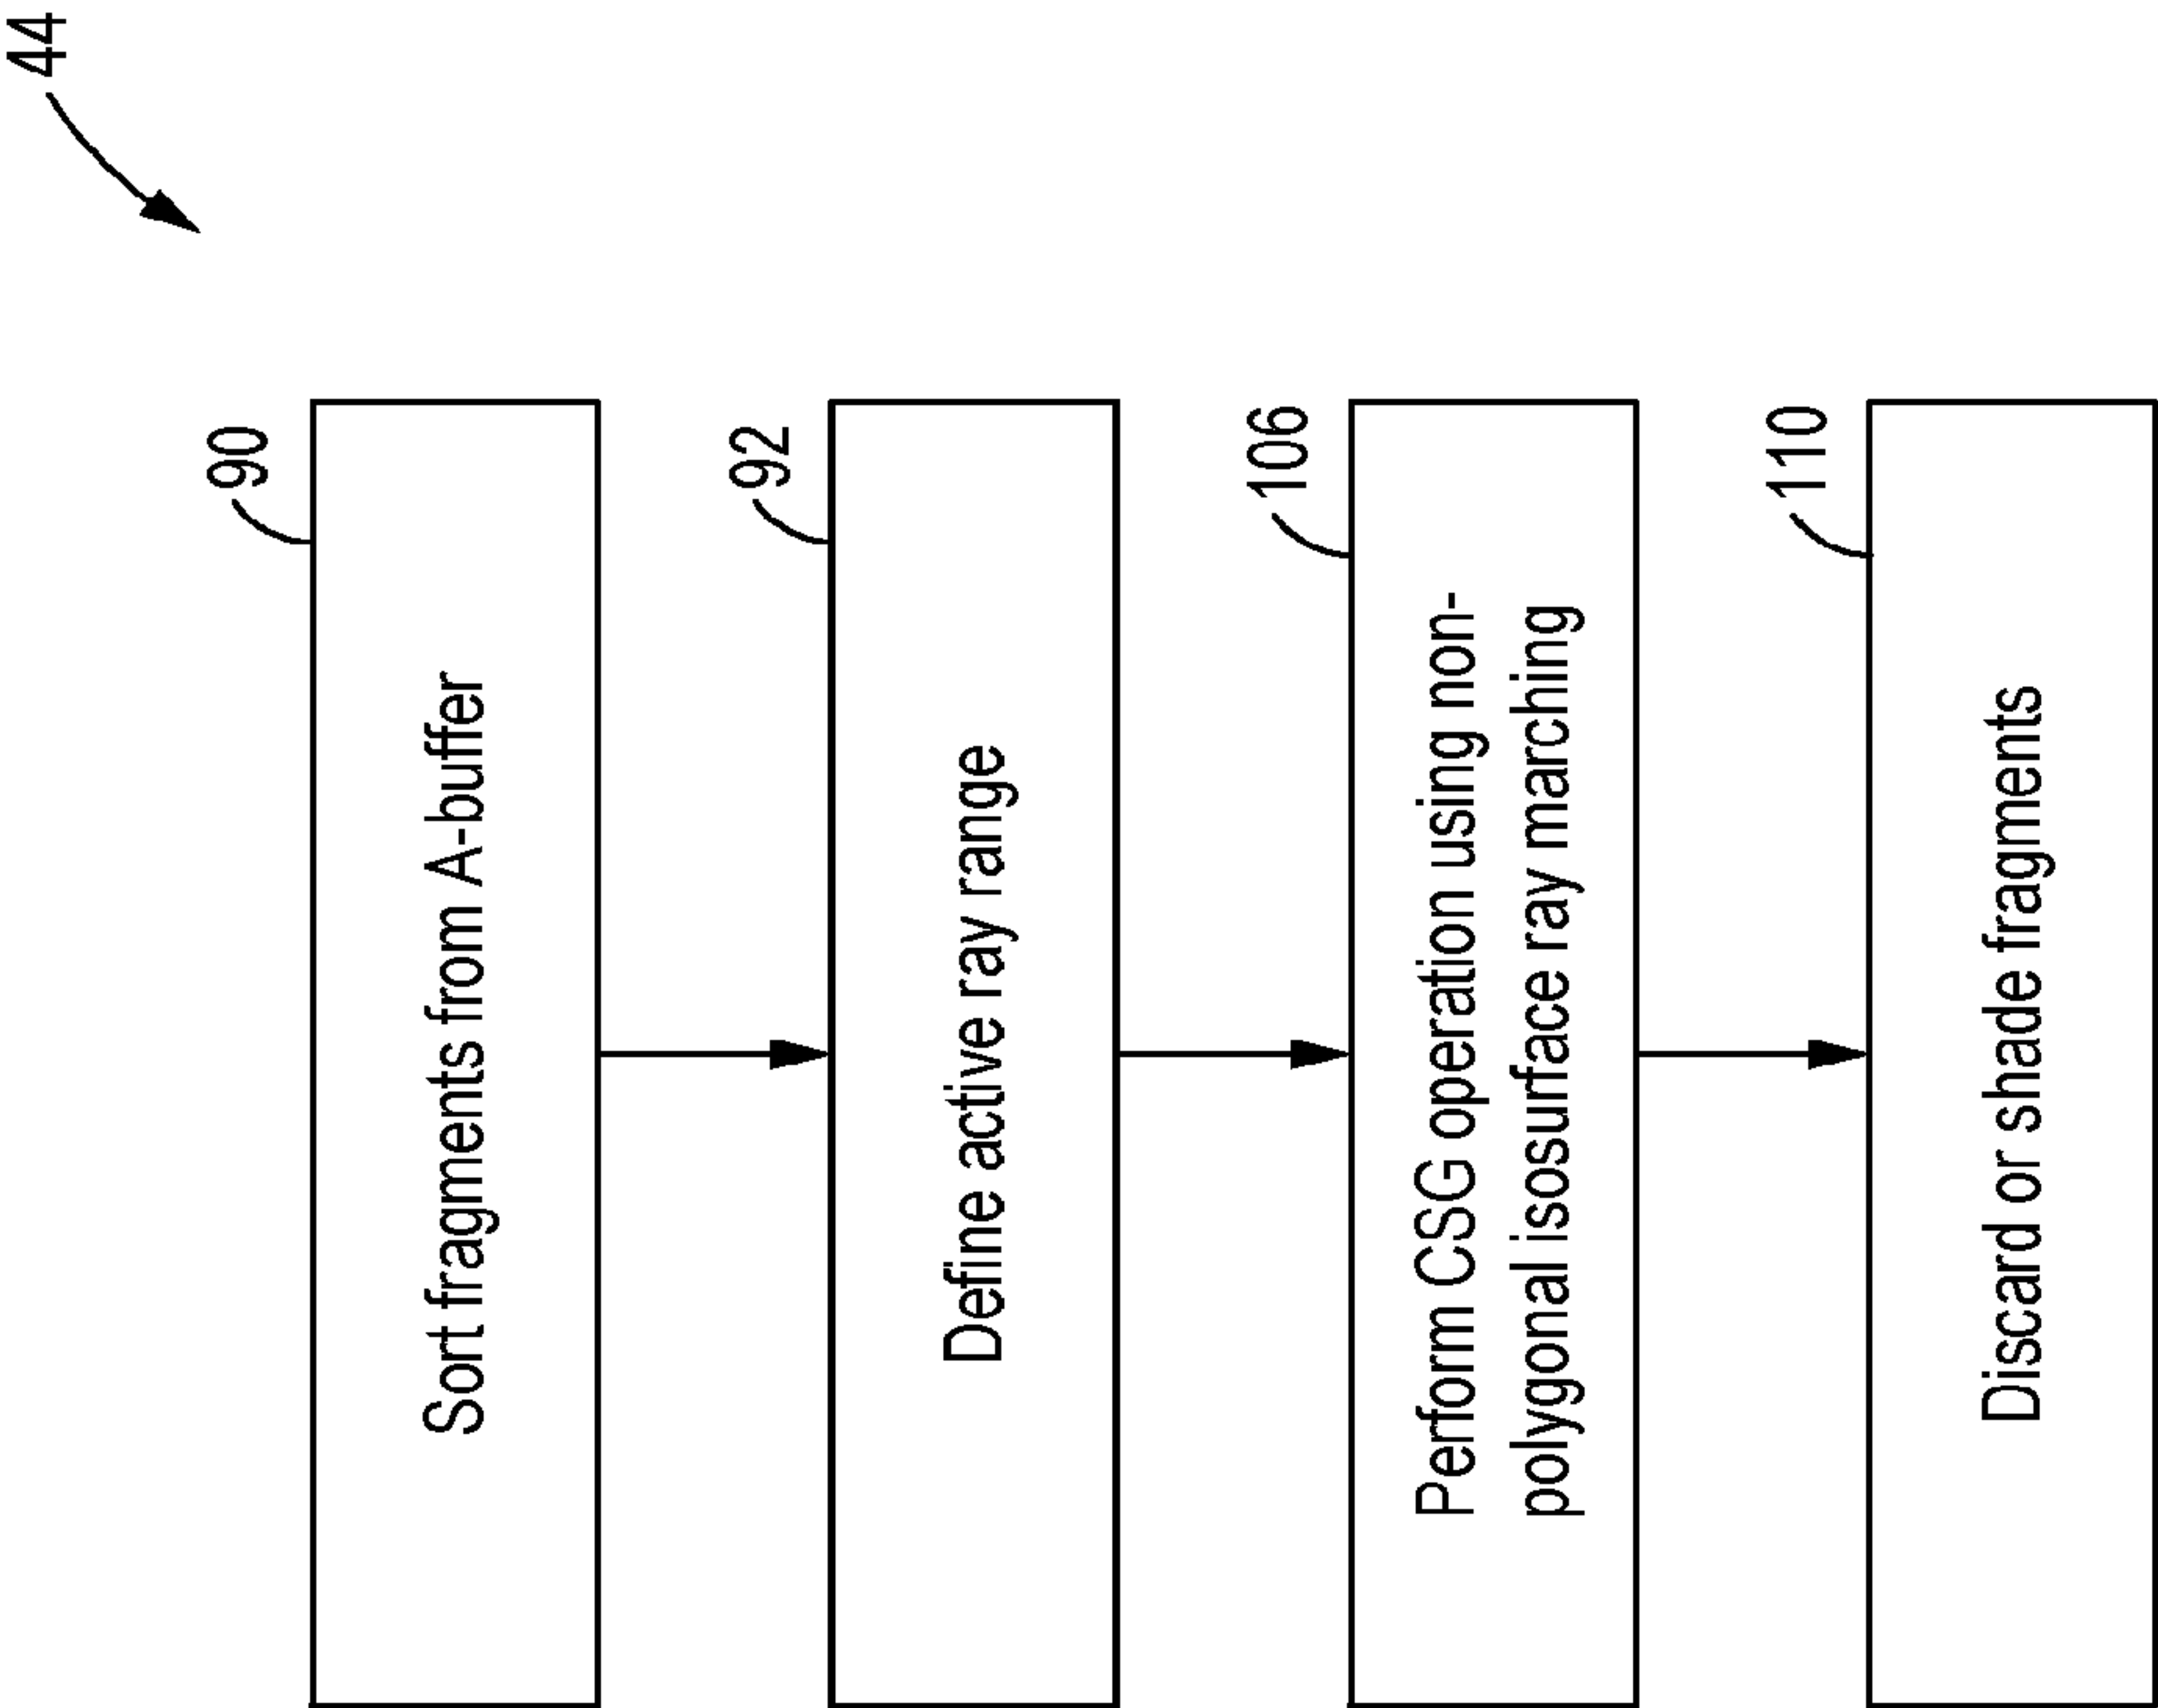 44
90
Sort fragments from A-buffer
92
Define active ray range
106
Perform CSG operation using non-
polygonal isosurface ray marching
110
Discard or shade fragments